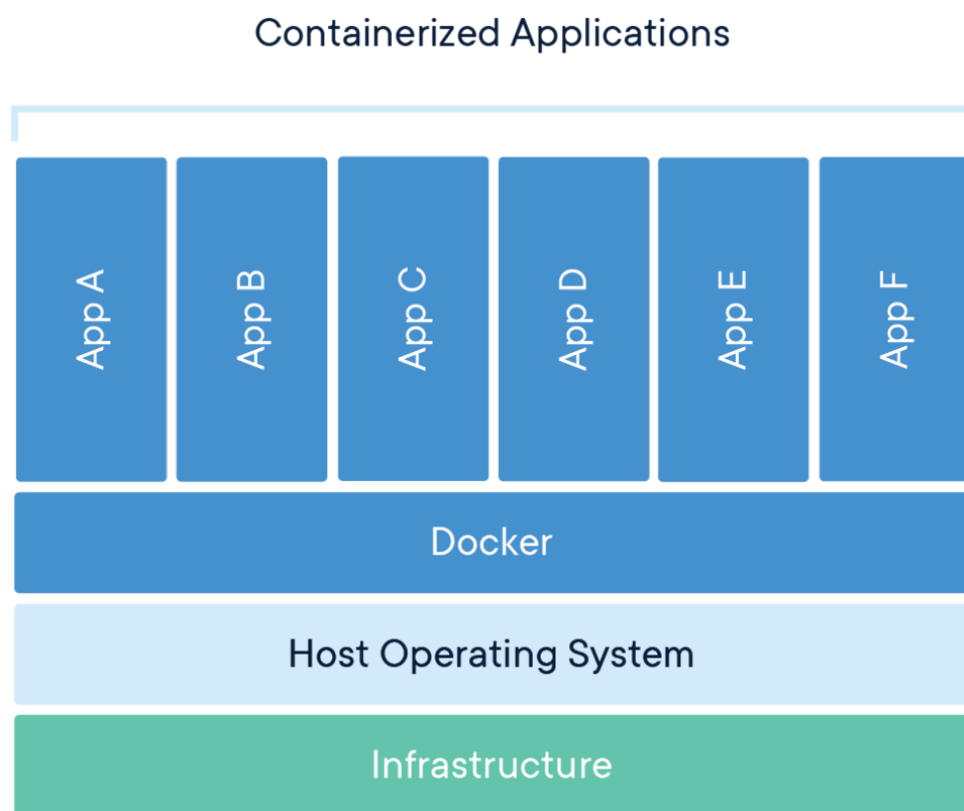 Containerized Applications
App A
App B
App C
App D
App E
App F
Docker
Host Operating System
Infrastructure